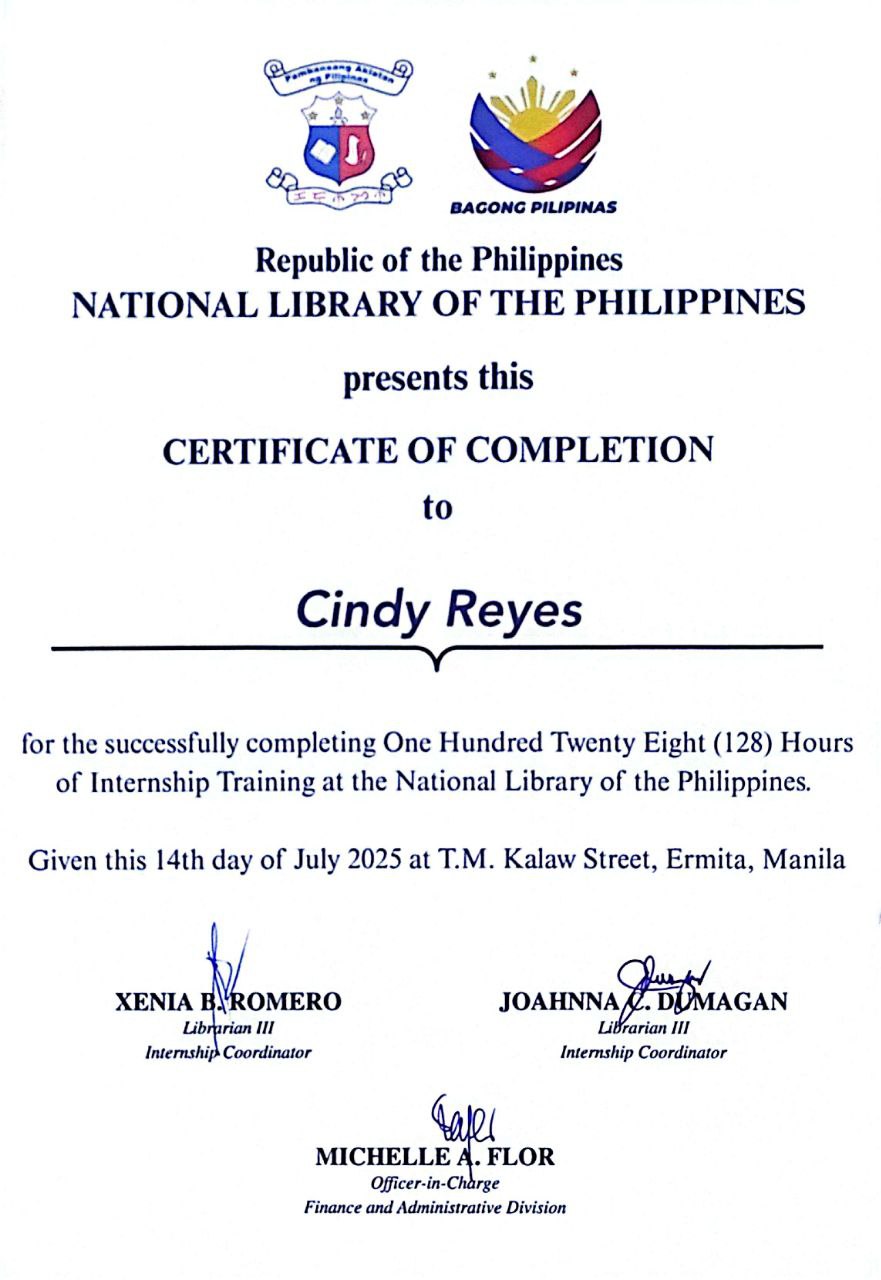 Pambansang Aklatan
ng Pilipinas
BAGONG PILIPINAS
Republic of the Philippines
NATIONAL LIBRARY OF THE PHILIPPINES
presents this
CERTIFICATE OF COMPLETION
to
Cindy Reyes
for the successfully completing One Hundred Twenty Eight (128) Hours
of Internship Training at the National Library of the Philippines.
Given this 14th day of July 2025 at T.M. Kalaw Street, Ermita, Manila
XENIA B. ROMERO
Librarian III
Internship Coordinator
JOAHNNA C. DUMAGAN
Librarian III
Internship Coordinator
MICHELLE A. FLOR
Officer-in-Charge
Finance and Administrative Division